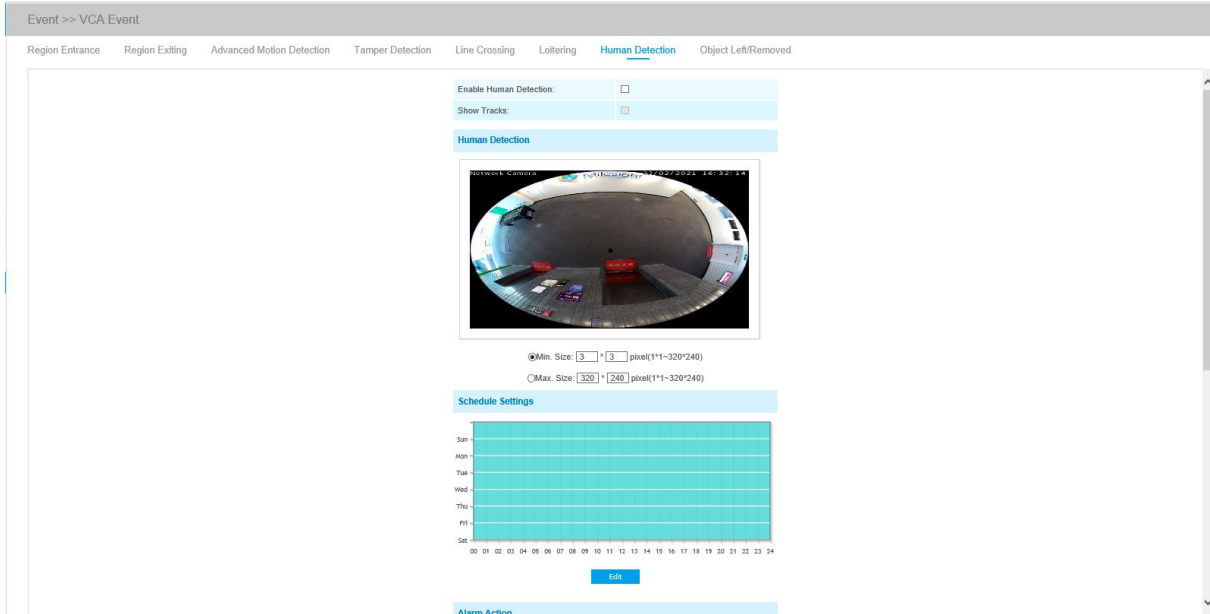 Event >> VCA Event
Region Entrance Region Exiting Advanced Motion Detection Tamper Detection Line Crossing Loitering Human Detection Object Left/Removed
Enable Human Detection:
Show Tracks:
Human Detection
Network Camera 16:32:14
Min. Size: 3 * 3 pixel(1*1~320*240)
Max. Size: 320 * 240 pixel(1*1~320*240)
Schedule Settings
Sun
Mon
Tue
Wed
Thu
Fri
Sat
00 01 02 03 04 05 06 07 08 09 10 11 12 13 14 15 16 17 18 19 20 21 22 23 24
Edit
Alarm Action